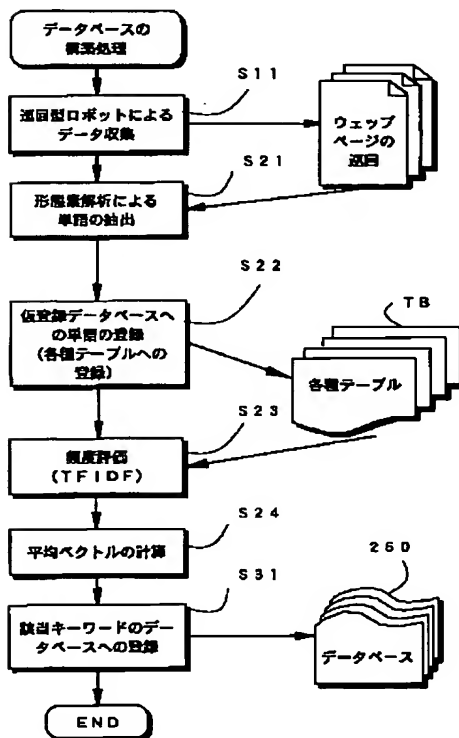 データベースの
構築処理
S11
巡回型ロボットによる
データ収集
ウェッブ
ページの
巡回
S21
形態素解析による
単語の抽出
S22
仮登録データベースへ
の単語の登録
(各種テーブルへの
登録)
TB
各種テーブル
S23
頻度評価
(TFIDF)
S24
平均ベクトルの計算
S31
該当キーワードのデー
タベースへの登録
26D
データベース
END